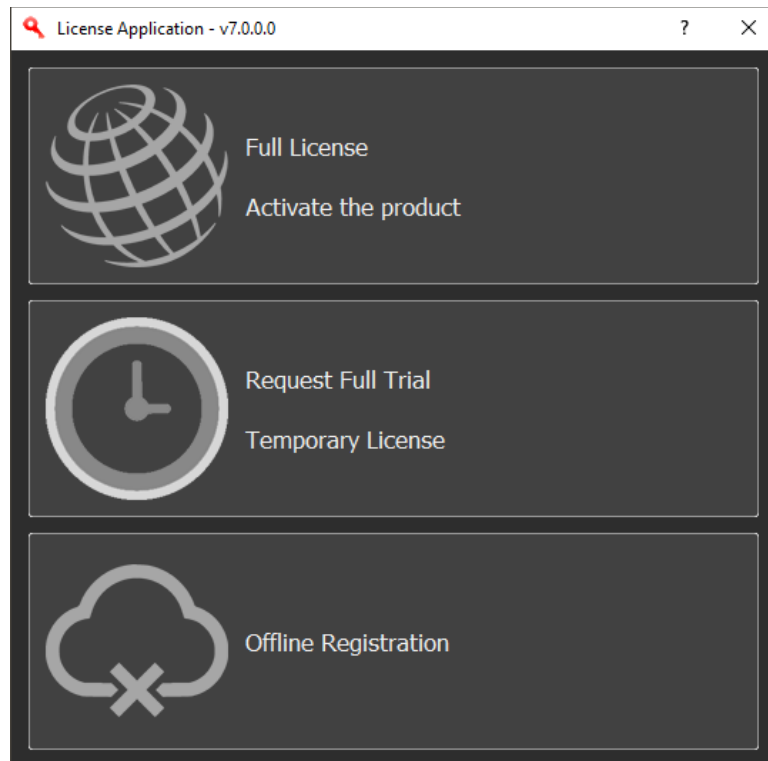 License Application - v7.0.0.0
?
Full License
Activate the product
Request Full Trial
Temporary License
Offline Registration